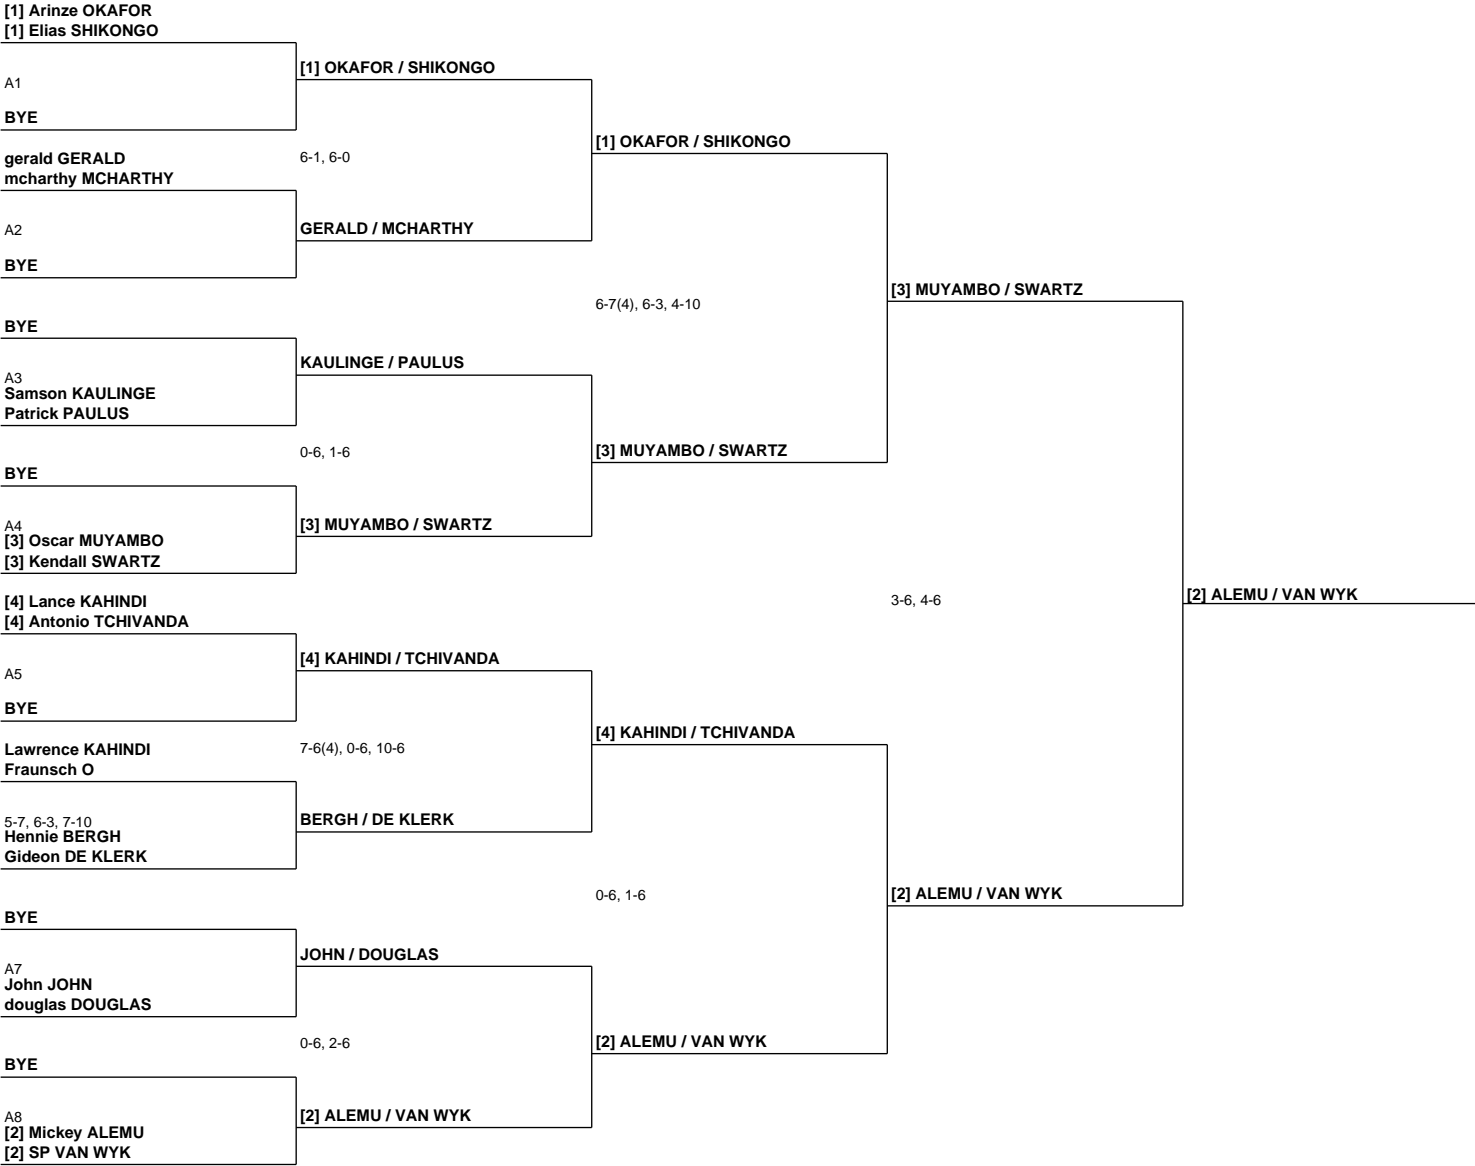 [1] Arinze OKAFOR
[1] Elias SHIKONGO
A1
BYE
gerald GERALD
mcharthy MCHARTHY
A2
BYE
BYE
A3
Samson KAULINGE
Patrick PAULUS
BYE
A4
[3] Oscar MUYAMBO
[3] Kendall SWARTZ
[4] Lance KAHINDI
[4] Antonio TCHIVANDA
A5
BYE
Lawrence KAHINDI
Fraunsch O
5-7, 6-3, 7-10
Hennie BERGH
Gideon DE KLERK
BYE
A7
John JOHN
douglas DOUGLAS
BYE
A8
[2] Mickey ALEMU
[2] SP VAN WYK
[1] OKAFOR / SHIKONGO
6-1, 6-0
GERALD / MCHARTHY
KAULINGE / PAULUS
0-6, 1-6
[3] MUYAMBO / SWARTZ
[4] KAHINDI / TCHIVANDA
7-6(4), 0-6, 10-6
BERGH / DE KLERK
JOHN / DOUGLAS
0-6, 2-6
[2] ALEMU / VAN WYK
[1] OKAFOR / SHIKONGO
6-7(4), 6-3, 4-10
[3] MUYAMBO / SWARTZ
[4] KAHINDI / TCHIVANDA
0-6, 1-6
[2] ALEMU / VAN WYK
[3] MUYAMBO / SWARTZ
3-6, 4-6
[2] ALEMU / VAN WYK
[2] ALEMU / VAN WYK